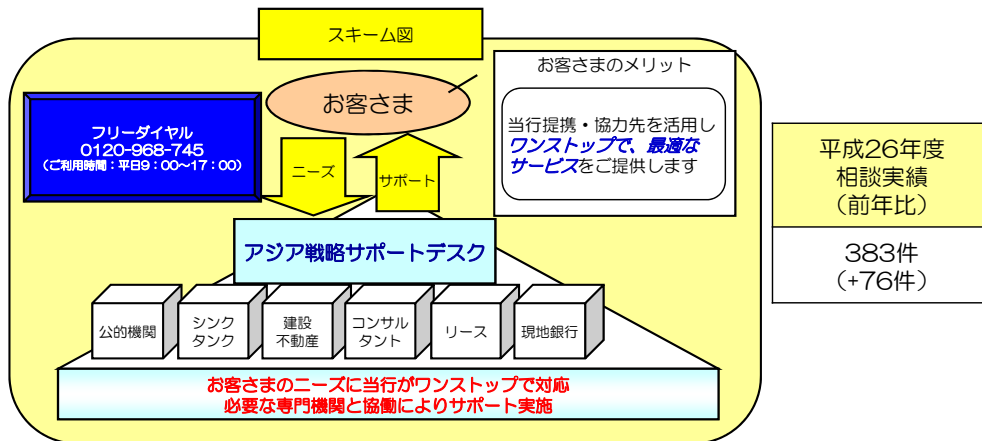 スキーム図
お客さまのメリット
お客さま
当行提携・協力先を活用し
ワンストップで、最適な
サービスをご提供します
フリーダイヤル
0120-968-745
(ご利用時間:平日9:00～17:00)
ニーズ
サポート
アジア戦略サポートデスク
公的機関
シンク
タンク
建設
不動産
コンサル
タント
リース
現地銀行
お客さまのニーズに当行がワンストップで対応
必要な専門機関と協働によりサポート実施
平成26年度
相談実績
(前年比)
383件
(+76件)